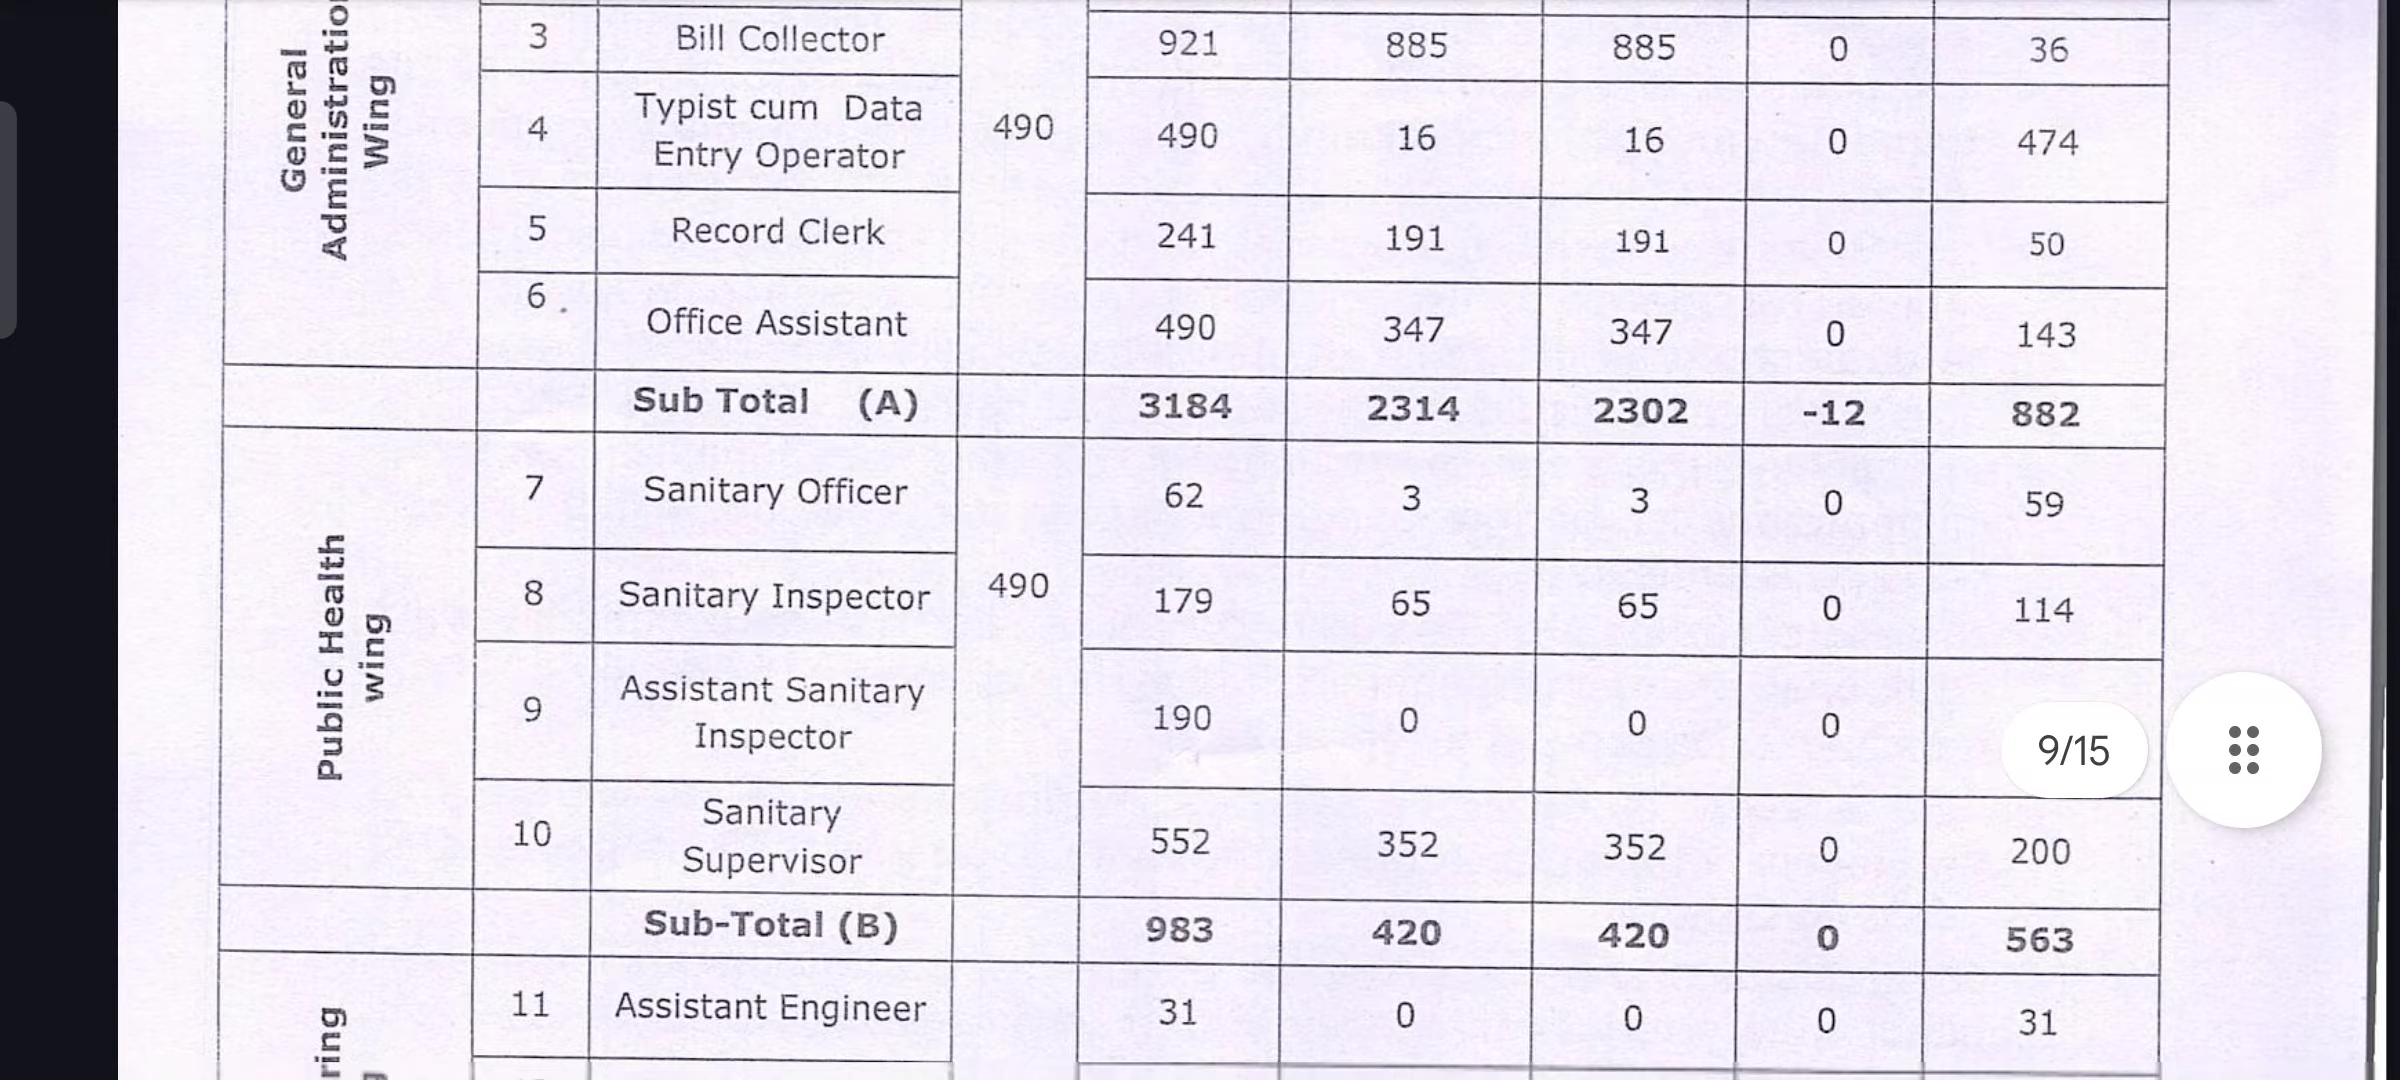 General
Administration
Wing
3 Bill Collector 921 885 885 0 36
4 Typist cum Data
Entry Operator 490 490 16 16 0 474
5 Record Clerk 241 191 191 0 50
6 Office Assistant 490 347 347 0 143
Sub Total (A) 3184 2314 2302 -12 882
Public Health
wing
7 Sanitary Officer 62 3 3 0 59
8 Sanitary Inspector 490 179 65 65 0 114
9 Assistant Sanitary
Inspector 190 0 0 0
9/15
10 Sanitary
Supervisor 552 352 352 0 200
Sub-Total (B) 983 420 420 0 563
11 Assistant Engineer 31 0 0 0 31
ring